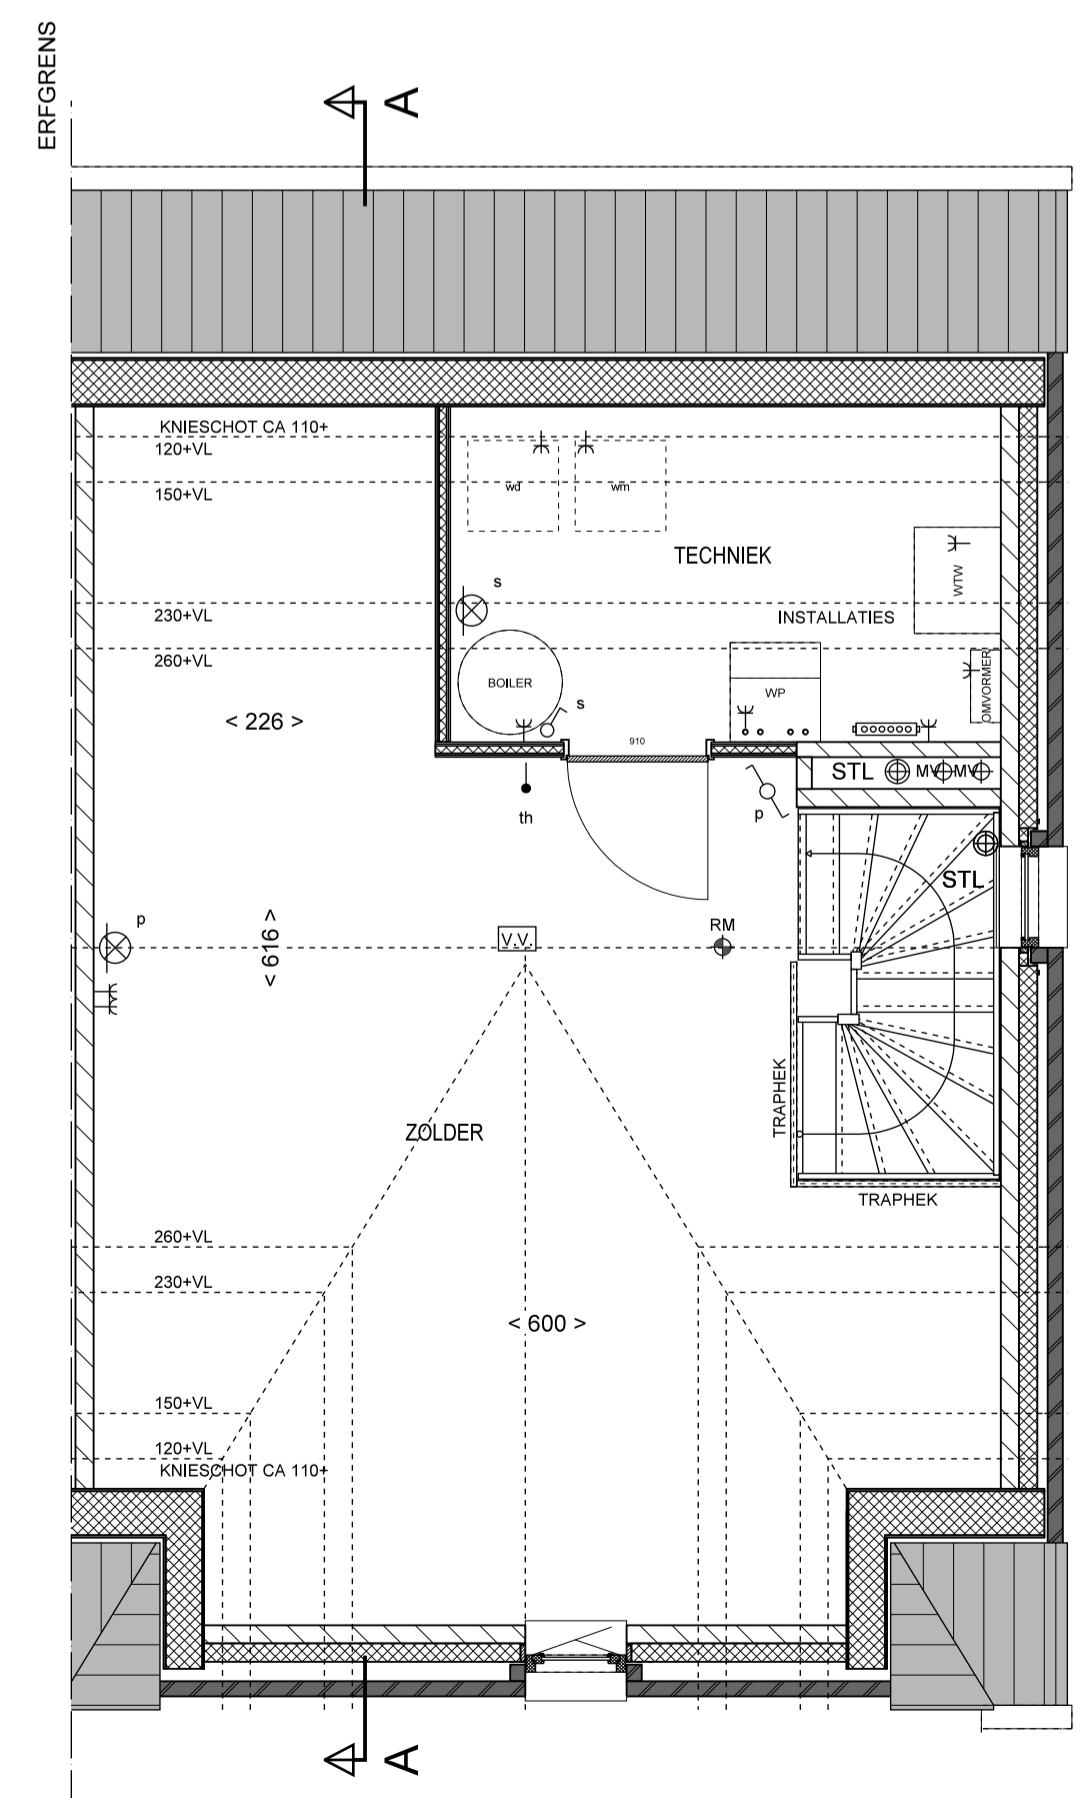 ERFGRENS
A
KNIESCHOT CA 110+
120+VL
150+VL
wd
wm
TECHNIEK
WTW
s
230+VL
INSTALLATIES
260+VL
BOILER
WP
OMVORMER
s
< 226 >
910
STL
MV
MV
th
p
STL
p
< 616 >
V.V.
RM
TRAPHEK
ZOLDER
TRAPHEK
260+VL
230+VL
< 600 >
150+VL
120+VL
KNIESCHOT CA 110+
A